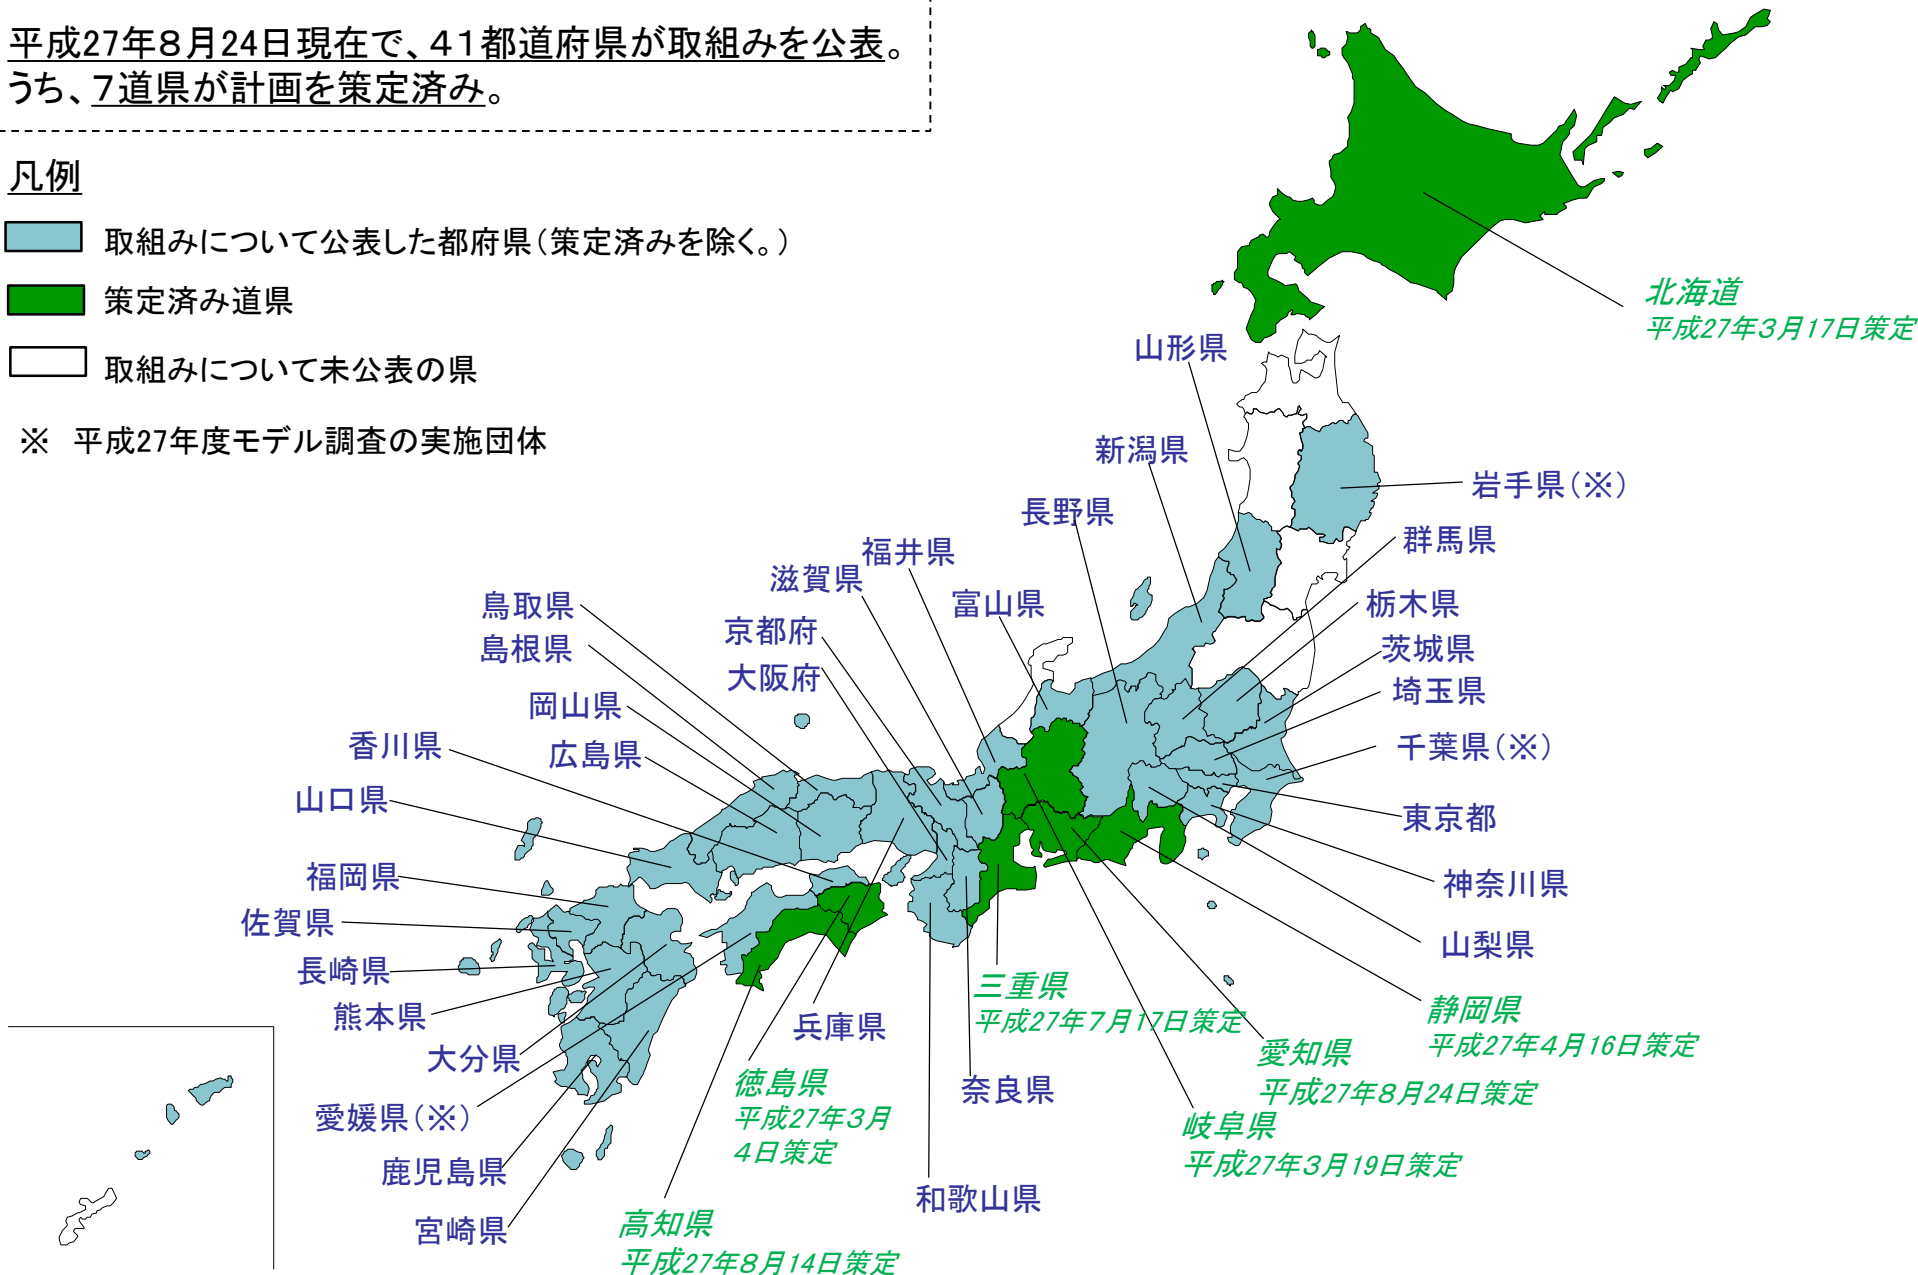 平成27年８月24日現在で、４１都道府県が取組みを公表。
うち、７道県が計画を策定済み。
凡例
取組みについて公表した都府県（策定済みを除く。）
策定済み道県
取組みについて未公表の県
※　平成27年度モデル調査の実施団体
北海道
平成27年３月17日策定
山形県
新潟県
岩手県（※）
長野県
群馬県
福井県
滋賀県
富山県
栃木県
鳥取県
京都府
島根県
茨城県
大阪府
埼玉県
岡山県
香川県
広島県
千葉県（※）
山口県
東京都
福岡県
神奈川県
佐賀県
山梨県
長崎県
三重県
平成27年７月17日策定
静岡県
平成27年４月16日策定
熊本県
兵庫県
大分県
愛知県
平成27年８月24日策定
徳島県
平成27年３月
４日策定
奈良県
愛媛県（※）
岐阜県
平成27年３月19日策定
鹿児島県
和歌山県
宮崎県
高知県
平成27年８月14日策定